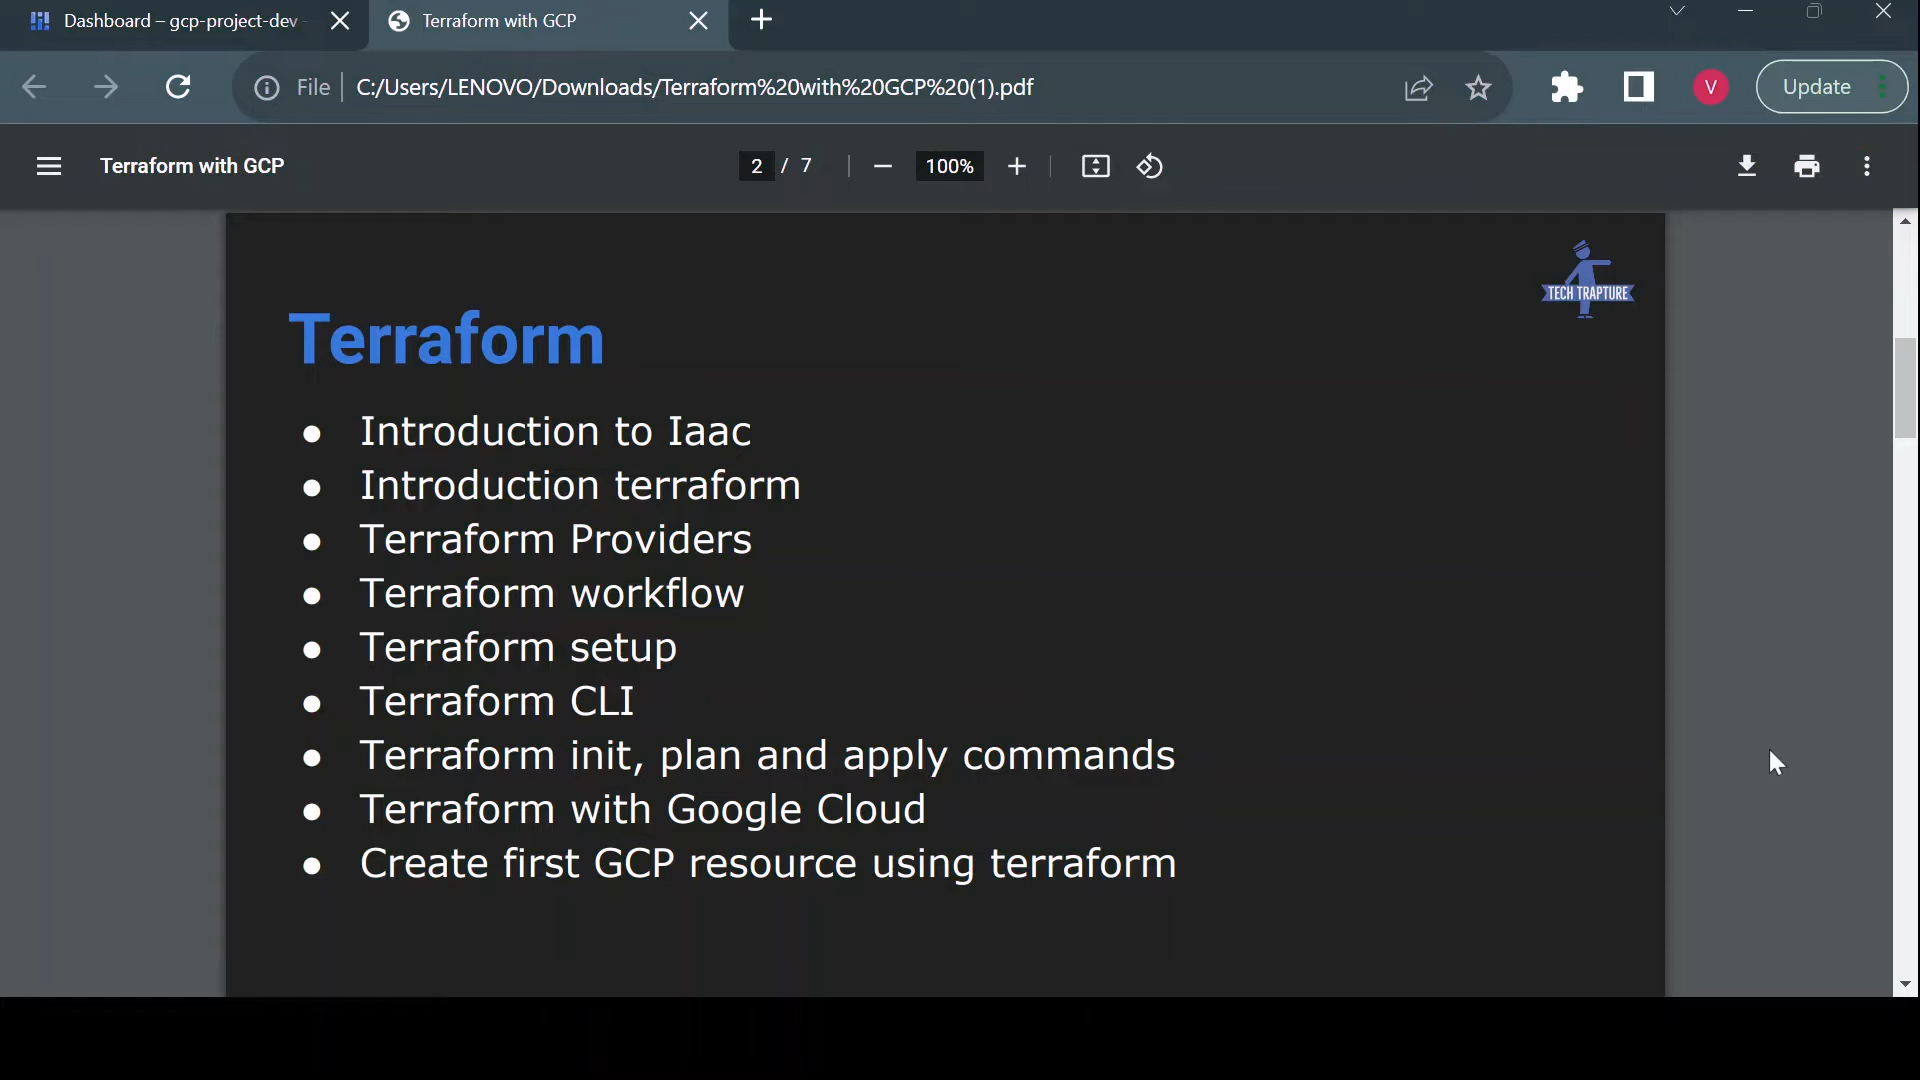 Dashboard – gcp-project-dev -
Terraform with GCP
File
C:/Users/LENOVO/Downloads/Terraform%20with%20GCP%20(1).pdf
V
Update
Terraform with GCP
2 / 7
100%
TECH TRAPTURE
Terraform
● Introduction to Iaac
● Introduction terraform
● Terraform Providers
● Terraform workflow
● Terraform setup
● Terraform CLI
● Terraform init, plan and apply commands
● Terraform with Google Cloud
● Create first GCP resource using terraform